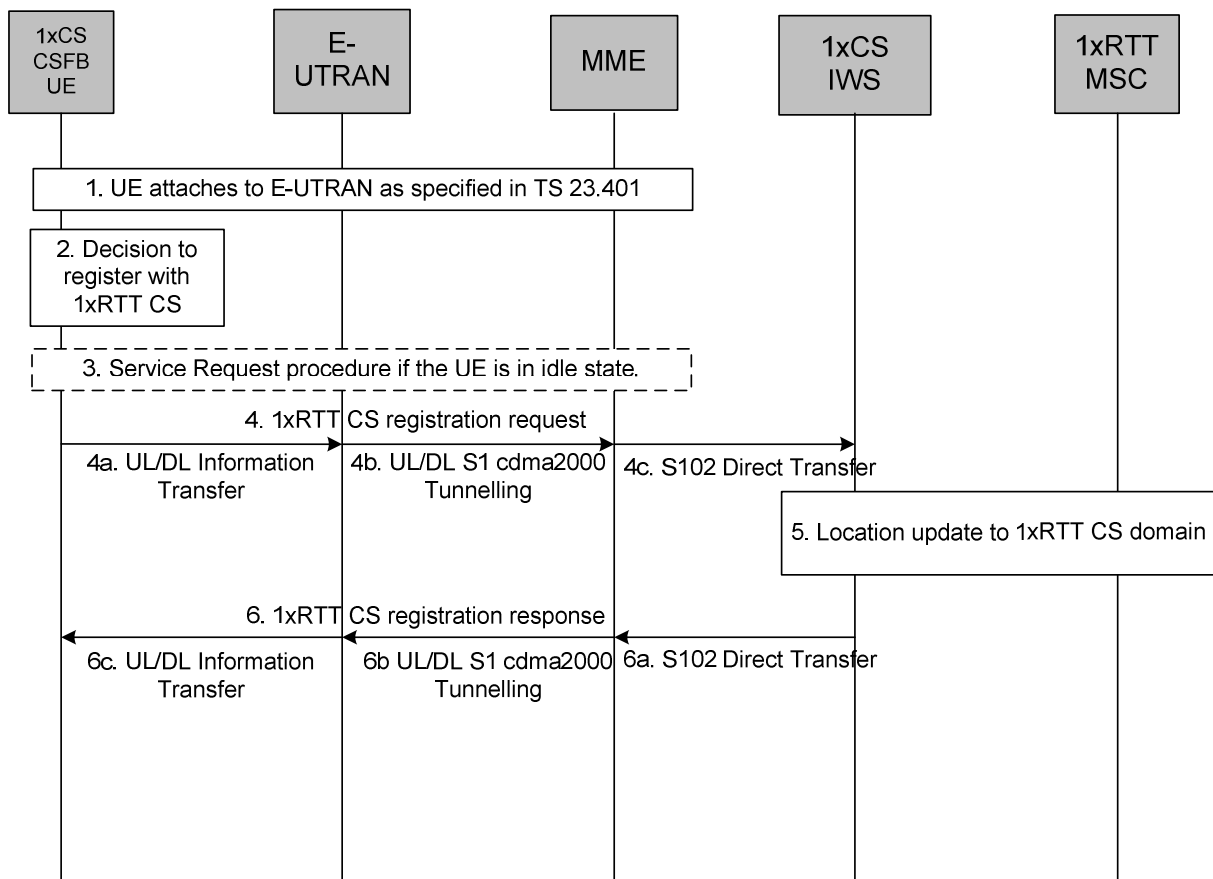 1xCS
CSFB
UE
E-
UTRAN
MME
1xCS
IWS
1xRTT
MSC
1. UE attaches to E-UTRAN as specified in TS 23.401
2. Decision to
register with
1xRTT CS
3. Service Request procedure if the UE is in idle state.
4. 1xRTT CS registration request
4a. UL/DL Information
Transfer
4b. UL/DL S1 cdma2000
Tunnelling
4c. S102 Direct Transfer
5. Location update to 1xRTT CS domain
6. 1xRTT CS registration response
6c. UL/DL Information
Transfer
6b UL/DL S1 cdma2000
Tunnelling
6a. S102 Direct Transfer